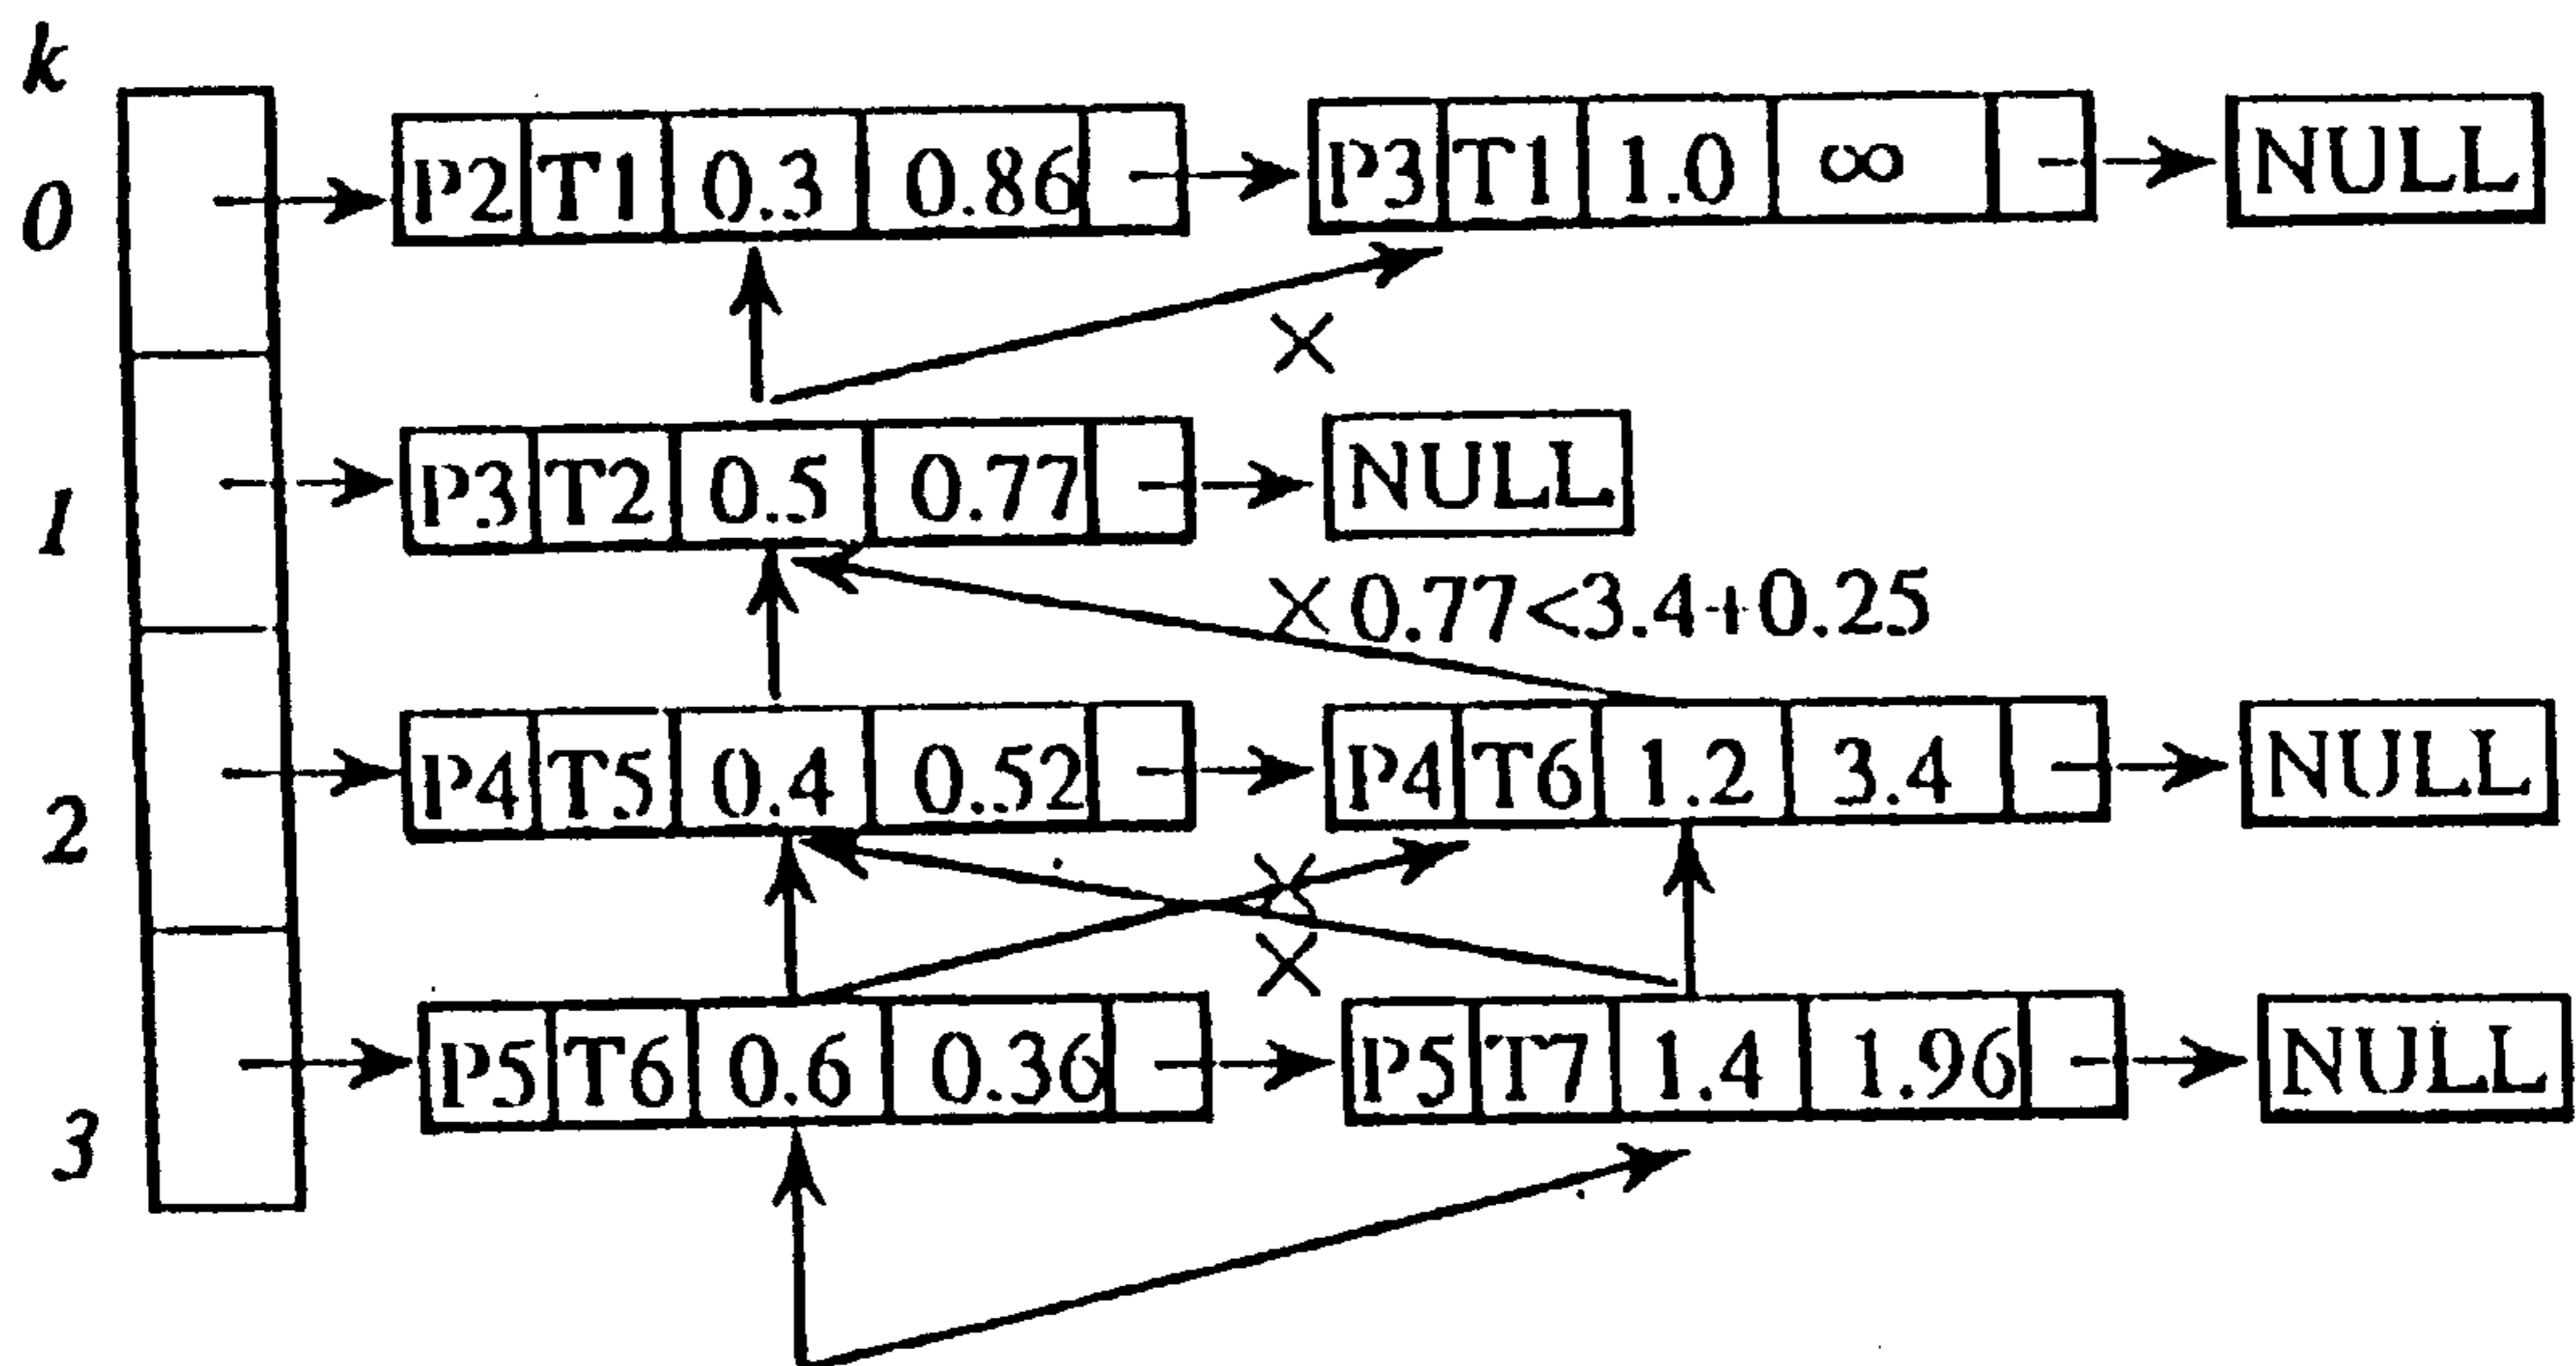 k
0 P2 T1 0.3 0.86 P3 T1 1.0 ∞ NULL
×
1 P3 T2 0.5 0.77 NULL
× 0.77<3.4+0.25
2 P4 T5 0.4 0.52 P4 T6 1.2 3.4 NULL
×
×
3 P5 T6 0.6 0.36 P5 T7 1.4 1.96 NULL